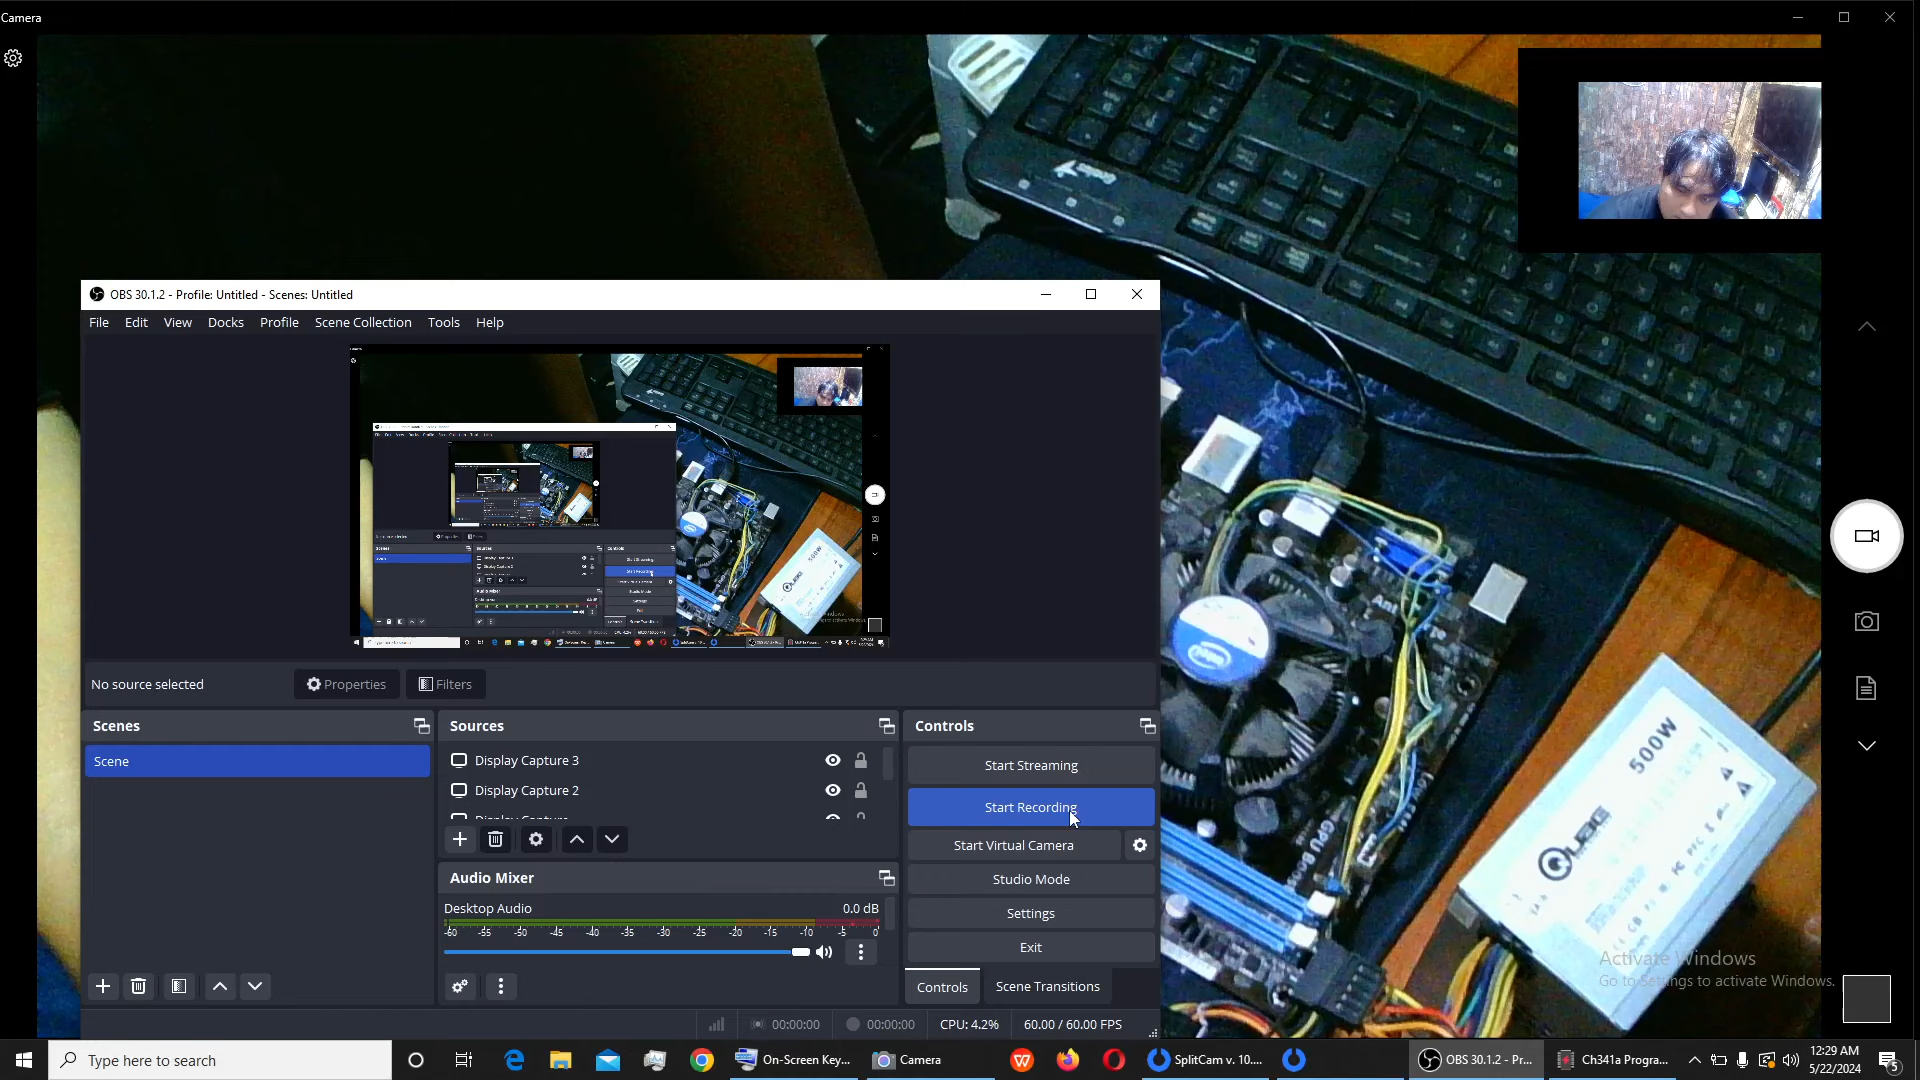 Camera
OBS 30.1.2 - Profile: Untitled - Scenes: Untitled
File Edit View Docks Profile Scene Collection Tools Help
No source selected
Properties
Filters
Scenes
Scene
Sources
Display Capture 3
Display Capture 2
Audio Mixer
Desktop Audio
0.0 dB
-60 -55 -50 -45 -40 -35 -30 -25 -20 -15 -10 -5 0
Controls
Start Streaming
Start Recording
Start Virtual Camera
Studio Mode
Settings
Exit
Controls
Scene Transitions
00:00:00
00:00:00
CPU: 4.2%
60.00 / 60.00 FPS
intel
500W
QUBE
Activate Windows
Go to Settings to activate Windows.
Type here to search
On-Screen Key...
Camera
SplitCam v. 10....
OBS 30.1.2 - Pr...
Ch341a Progra...
12:29 AM
5/22/2024
5